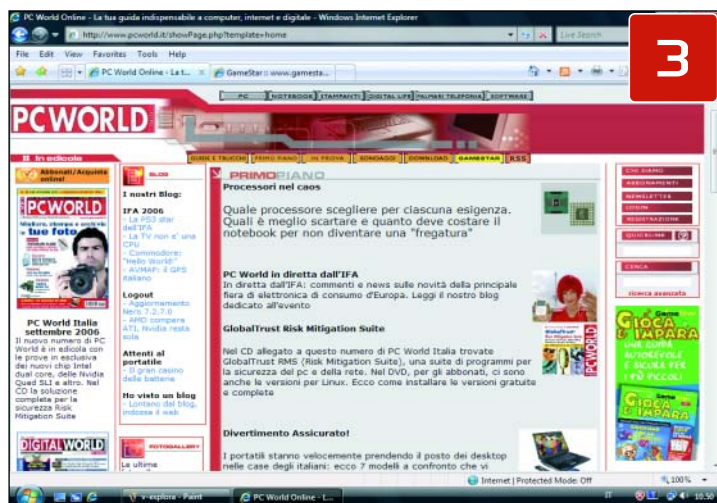 PC World Online - La tua guida indispensabile a computer, internet e digitale - Windows Internet Explorer
http://www.pcworld.it/showPage.php?template=home
Live Search
3
File Edit View Favorites Tools Help
PC World Online - La t...
GameStar :: www.gamesta...
PC
NOTEBOOK
STAMPANTI
DIGITAL LIFE
PALMARI TELEFONIA
SOFTWARE
PCWORLD
In edicola
GUIDE E TRUCCHI
PRIMO PIANO
IN PROVA
SONDAGGI
DOWNLOAD
GAMESTAR
RSS
Abbonati/Acquista
online!
PCWORLD
tue foto
PC World Italia
settembre 2006
Il nuovo numero di PC
World è in edicola con
le prove in esclusiva
dei nuovi chip Intel
dual core, delle Nvidia
Quad SLI e altro. Nel
CD la soluzione
completa per la
sicurezza Risk
Mitigation Suite
DIGITALWORLD
BLOG
I nostri Blog:
IFA 2006
- La PS3 star
dell'IFA
- La TV non e' una
CPU
- Commodore:
"Hello World!"
- AVMAP: il GPS
italiano
Logout
- Aggiornamento
Nero 7.2.7.0
- AMD compera
ATI, Nvidia resta
sola
Attenti al
portatile
- Il gran casino
delle batterie
Ho visto un blog
- Lontano dal blog,
indosse il web
FOTOGALLERY
Le ultime
PRIMOPIANO
Processori nel caos
Quale processore scegliere per ciascuna esigenza.
Quali è meglio scartare e quanto deve costare il
notebook per non diventare una "fregatura"
PC World in diretta dall'IFA
In diretta dall'IFA: commenti e news sulle novità della principale
fiera di elettronica di consumo d'Europa. Leggi il nostro blog
dedicato all'evento
GlobalTrust Risk Mitigation Suite
Nel CD allegato a questo numero di PC World Italia trovate
GlobalTrust RMS (Risk Mitigation Suite), una suite di programmi per
la sicurezza del pc e della rete. Nel DVD, per gli abbonati, ci sono
anche le versioni per Linux. Ecco come installare le versioni gratuite
e complete
Divertimento Assicurato!
I portatili stanno velocemente prendendo il posto dei desktop
nelle case degli italiani: ecco 7 modelli a confronto che vi
CHI SIAMO
ABBONAMENTI
NEWSLETTER
LOGIN
REGISTRAZIONE
QUICKLINK
CERCA
ricerca avanzata
GameStar
GIOCA
& IMPARA
UNA GUIDA
AUTOREVOLE
E SICURA PER
I PIÙ PICCOLI
GIOCA
& IMPARA
Internet | Protected Mode: Off
100%
v-explora - Paint
PC World Online - L...
IT
10.50